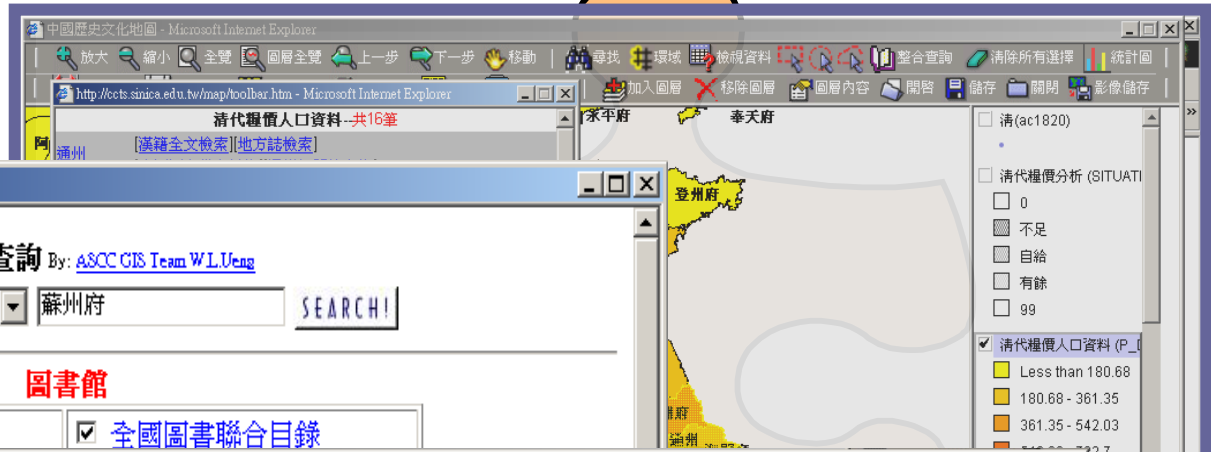 中國歷史文化地圖 - Microsoft Internet Explorer
放大 縮小 全覽 圖層全覽 上一步 下一步 移動 尋找 環域 檢視資料 整合查詢 清除所有選擇 統計圖
加入圖層 移除圖層 圖層內容 開啓 儲存 關閉 影像儲存
http://ccts.sinica.edu.tw/map/toolbar.htm - Microsoft Internet Explorer
清代糧價人口資料--共16筆
通州 [漢籍全文檢索][地方誌檢索]
查詢 By: ASCC GIS Team W.L.Ueng
蘇州府 SEARCH!
圖書館
全國圖書聯合目錄
阿
永平府 奉天府
登州府
通州
清(ac1820)
清代糧價分析 (SITUATI
0
不足
自給
有餘
99
清代糧價人口資料 (P_D
Less than 180.68
180.68 - 361.35
361.35 - 542.03